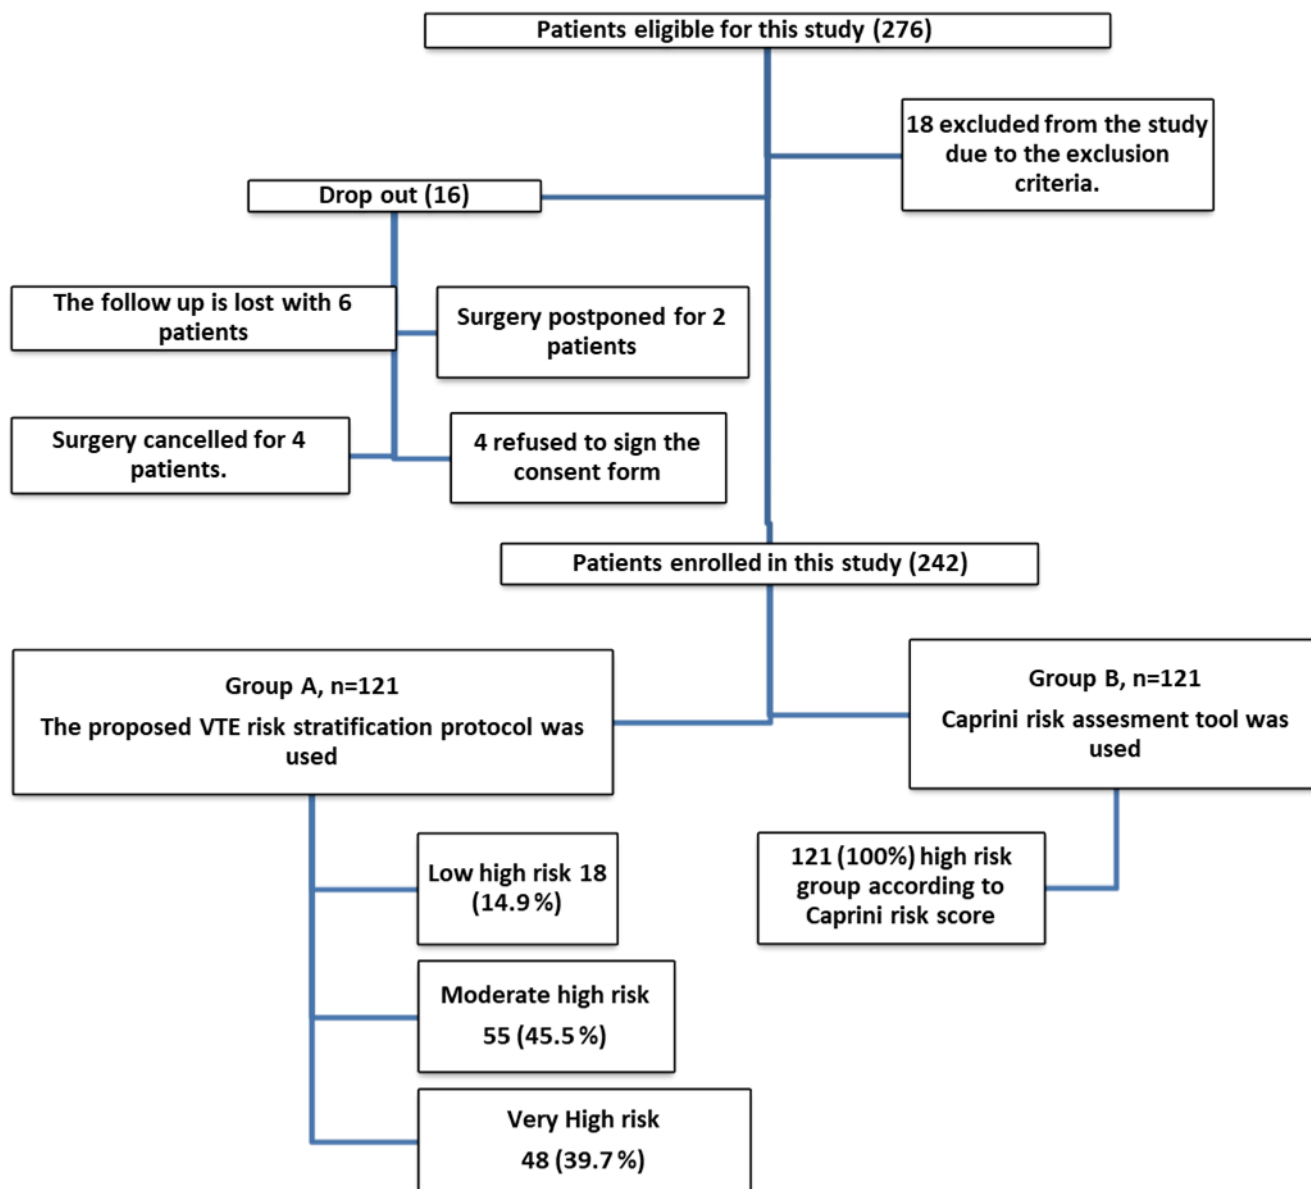 Patients eligible for this study (276)
18 excluded from the study
due to the exclusion
criteria.
Drop out (16)
The follow up is lost with 6
patients
Surgery postponed for 2
patients
Surgery cancelled for 4
patients.
4 refused to sign the
consent form
Patients enrolled in this study (242)
Group A, n=121
The proposed VTE risk stratification protocol was
used
Group B, n=121
Caprini risk assesment tool was
used
Low high risk 18
(14.9%)
121 (100%) high risk
group according to
Caprini risk score
Moderate high risk
55 (45.5%)
Very High risk
48 (39.7%)